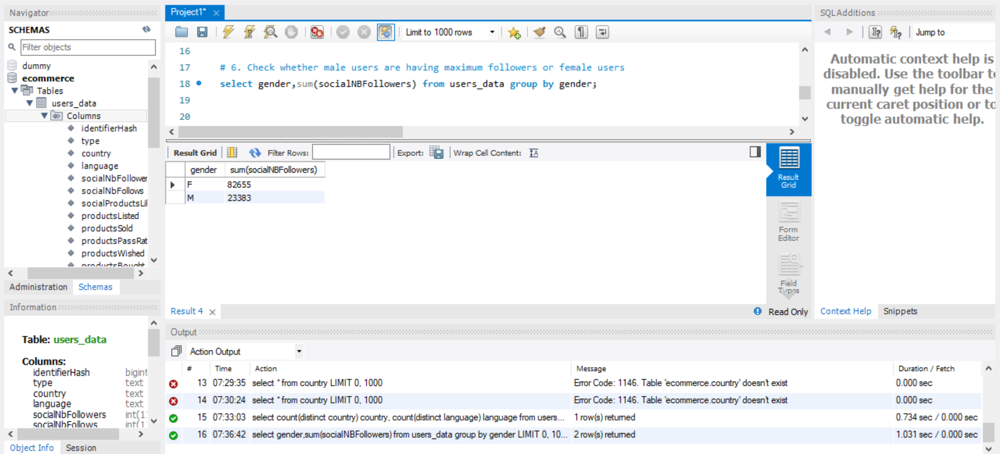 Navigator
SCHEMAS
Filter objects
dummy
ecommerce
Tables
users_data
Columns
identifierHash
type
country
language
socialNbFollower
socialNbFollows
socialProductsLi
productsListed
productsSold
productsPassRat
productsWished
productsBought
Administration Schemas
Information
Table: users_data
Columns:
identifierHash bigint
type text
country text
language text
socialNbFollowers int(1
socialNbFollows int(1
Object Info Session
Project1*
Limit to 1000 rows
16
17 # 6. Check whether male users are having maximum followers or female users
18 select gender,sum(socialNBFollowers) from users_data group by gender;
19
20
Result Grid Filter Rows: Export: Wrap Cell Content: IA
gender sum(socialNBFollowers)
F 82655
M 23383
Result Grid
Form Editor
Field Types
Result 4 Read Only
Output
Action Output
# Time Action Message Duration / Fetch
13 07:29:35 select * from country LIMIT 0, 1000 Error Code: 1146. Table 'ecommerce.country' doesn't exist 0.000 sec
14 07:30:24 select * from country LIMIT 0, 1000 Error Code: 1146. Table 'ecommerce.country' doesn't exist 0.000 sec
15 07:33:03 select count(distinct country) country, count(distinct language) language from users... 1 row(s) returned 0.734 sec / 0.000 sec
16 07:36:42 select gender,sum(socialNBFollowers) from users_data group by gender LIMIT 0, 10... 2 row(s) returned 1.031 sec / 0.000 sec
SQLAdditions
Jump to
Automatic context help is
disabled. Use the toolbar to
manually get help for the
current caret position or to
toggle automatic help.
Context Help Snippets